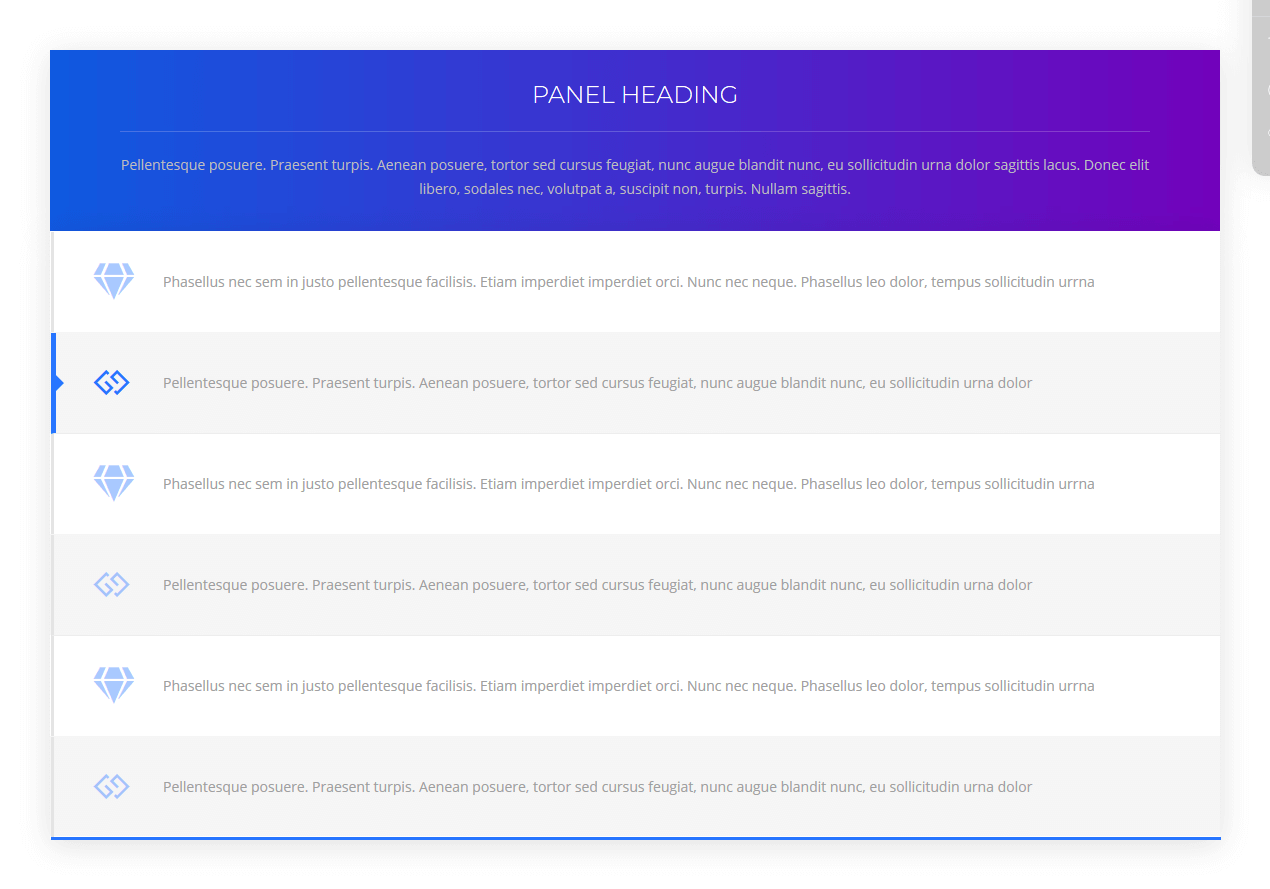 PANEL HEADING
Pellentesque posuere. Praesent turpis. Aenean posuere, tortor sed cursus feugiat, nunc augue blandit nunc, eu sollicitudin urna dolor sagittis lacus. Donec elit
libero, sodales nec, volutpat a, suscipit non, turpis. Nullam sagittis.
Phasellus nec sem in justo pellentesque facilisis. Etiam imperdiet imperdiet orci. Nunc nec neque. Phasellus leo dolor, tempus sollicitudin urrna
Pellentesque posuere. Praesent turpis. Aenean posuere, tortor sed cursus feugiat, nunc augue blandit nunc, eu sollicitudin urna dolor
Phasellus nec sem in justo pellentesque facilisis. Etiam imperdiet imperdiet orci. Nunc nec neque. Phasellus leo dolor, tempus sollicitudin urrna
Pellentesque posuere. Praesent turpis. Aenean posuere, tortor sed cursus feugiat, nunc augue blandit nunc, eu sollicitudin urna dolor
Phasellus nec sem in justo pellentesque facilisis. Etiam imperdiet imperdiet orci. Nunc nec neque. Phasellus leo dolor, tempus sollicitudin urrna
Pellentesque posuere. Praesent turpis. Aenean posuere, tortor sed cursus feugiat, nunc augue blandit nunc, eu sollicitudin urna dolor